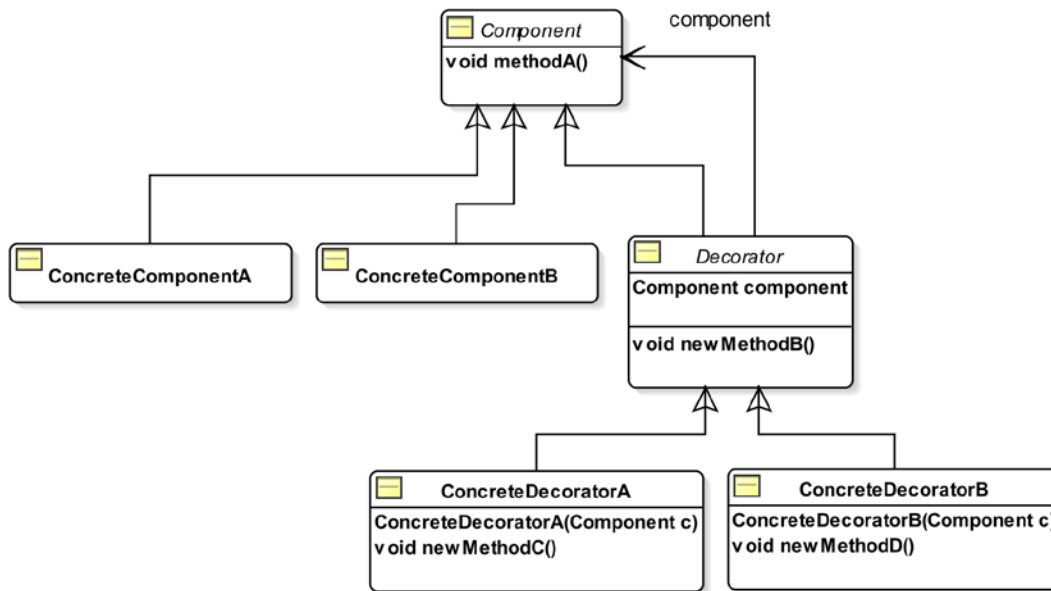 Component
component
void methodA()
ConcreteComponentA
ConcreteComponentB
Decorator
Component component
void newMethodB()
ConcreteDecoratorA
ConcreteDecoratorA(Component c)
void newMethodC()
ConcreteDecoratorB
ConcreteDecoratorB(Component c)
void newMethodD()